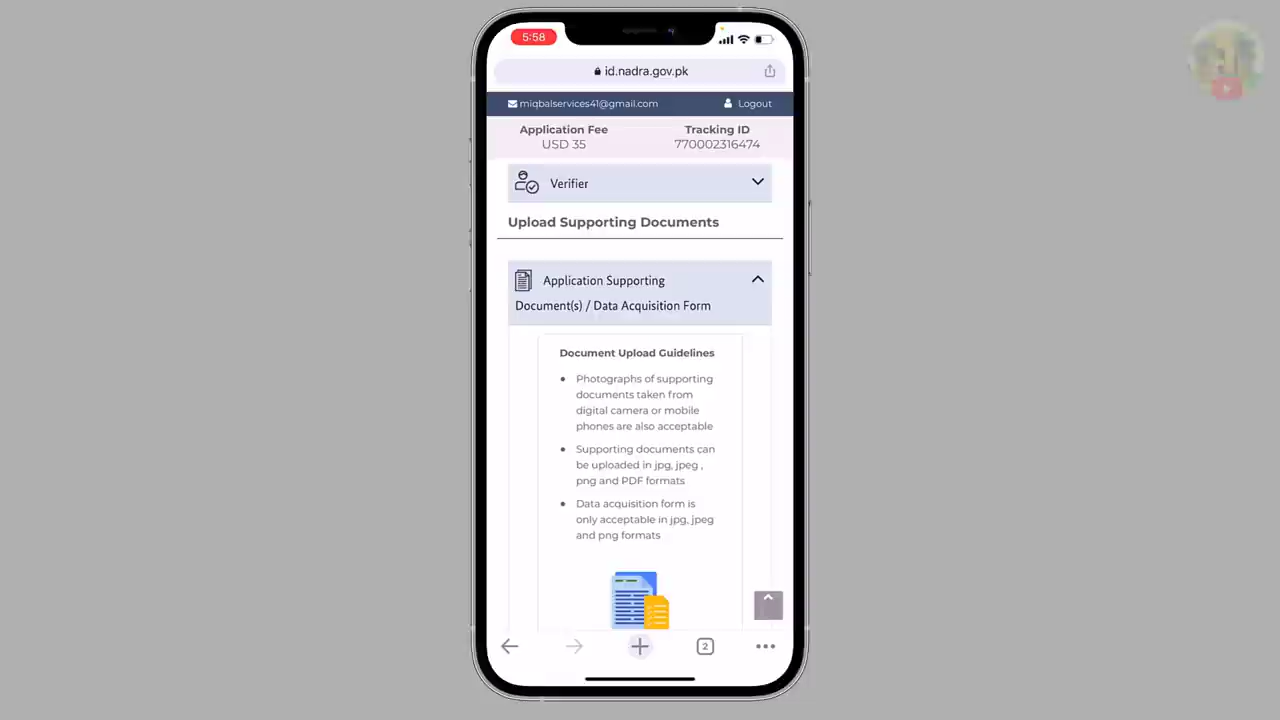 5:58
id.nadra.gov.pk
miqbalservices41@gmail.com Logout
Application Fee Tracking ID
USD 35 770002316474
Verifier
Upload Supporting Documents
Application Supporting
Document(s) / Data Acquisition Form
Document Upload Guidelines
• Photographs of supporting
documents taken from
digital camera or mobile
phones are also acceptable
• Supporting documents can
be uploaded in jpg, jpeg ,
png and PDF formats
• Data acquisition form is
only acceptable in jpg, jpeg
and png formats
2